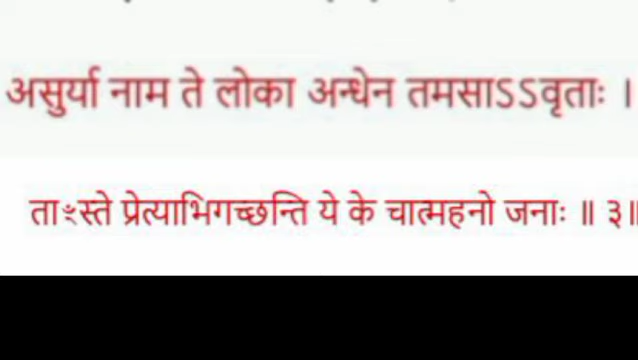 असुर्या नाम ते लोका अन्धेन तमसाऽऽवृताः ।
ताꣳस्ते प्रेत्याभिगच्छन्ति ये के चात्महनो जनाः ॥ ३॥